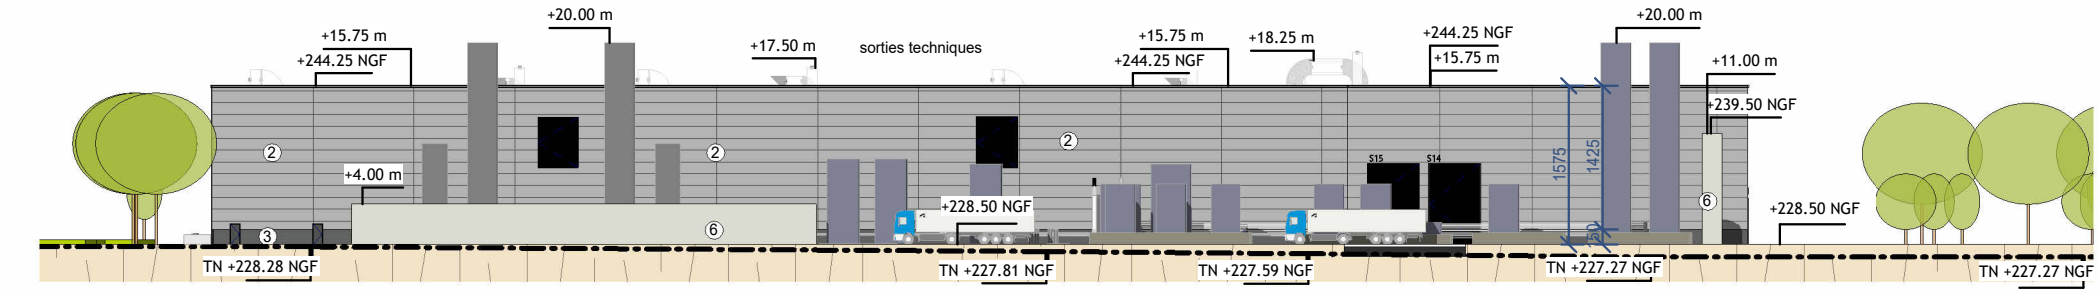 +20.00 m
+20.00 m
+15.75 m
+15.75 m
+18.25 m
+244.25 NGF
+17.50 m
sorties techniques
+244.25 NGF
+244.25 NGF
+15.75 m
+11.00 m
+239.50 NGF
2
2
2
S15
S14
1575
1425
150
+4.00 m
+228.50 NGF
6
+228.50 NGF
3
6
TN +228.28 NGF
TN +227.81 NGF
TN +227.59 NGF
TN +227.27 NGF
TN +227.27 NGF